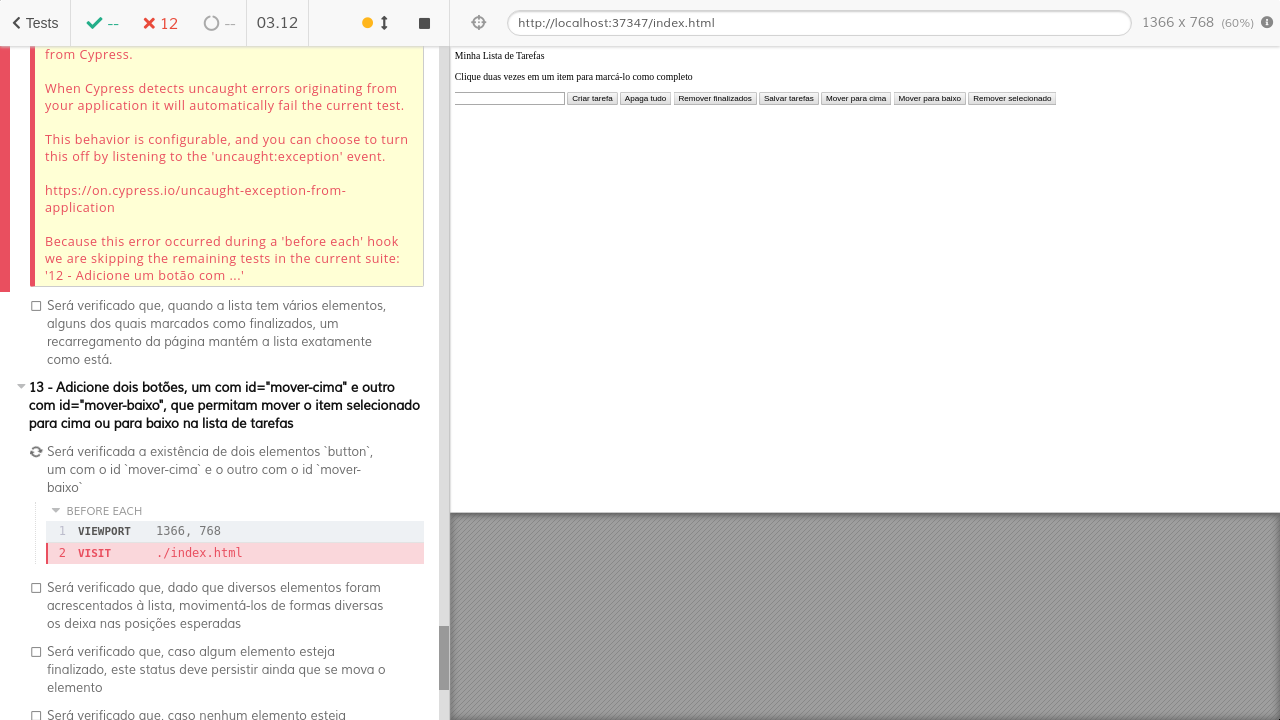 Tests
--
12
--
03.12
http://localhost:37347/index.html
1366 x 768 (60%)
from Cypress.
When Cypress detects uncaught errors originating from
your application it will automatically fail the current test.
This behavior is configurable, and you can choose to turn
this off by listening to the 'uncaught:exception' event.
https://on.cypress.io/uncaught-exception-from-
application
Because this error occurred during a 'before each' hook
we are skipping the remaining tests in the current suite:
'12 - Adicione um botão com ...'
Será verificado que, quando a lista tem vários elementos,
alguns dos quais marcados como finalizados, um
recarregamento da página mantém a lista exatamente
como está.
13 - Adicione dois botões, um com id="mover-cima" e outro
com id="mover-baixo", que permitam mover o item selecionado
para cima ou para baixo na lista de tarefas
Será verificada a existência de dois elementos `button`,
um com o id `mover-cima` e o outro com o id `mover-
baixo`
BEFORE EACH
1 VIEWPORT 1366, 768
2 VISIT ./index.html
Será verificado que, dado que diversos elementos foram
acrescentados à lista, movimentá-los de formas diversas
os deixa nas posições esperadas
Será verificado que, caso algum elemento esteja
finalizado, este status deve persistir ainda que se mova o
elemento
Será verificado que, caso nenhum elemento esteja
Minha Lista de Tarefas
Clique duas vezes em um item para marcá-lo como completo
Criar tarefa Apaga tudo Remover finalizados Salvar tarefas Mover para cima Mover para baixo Remover selecionado